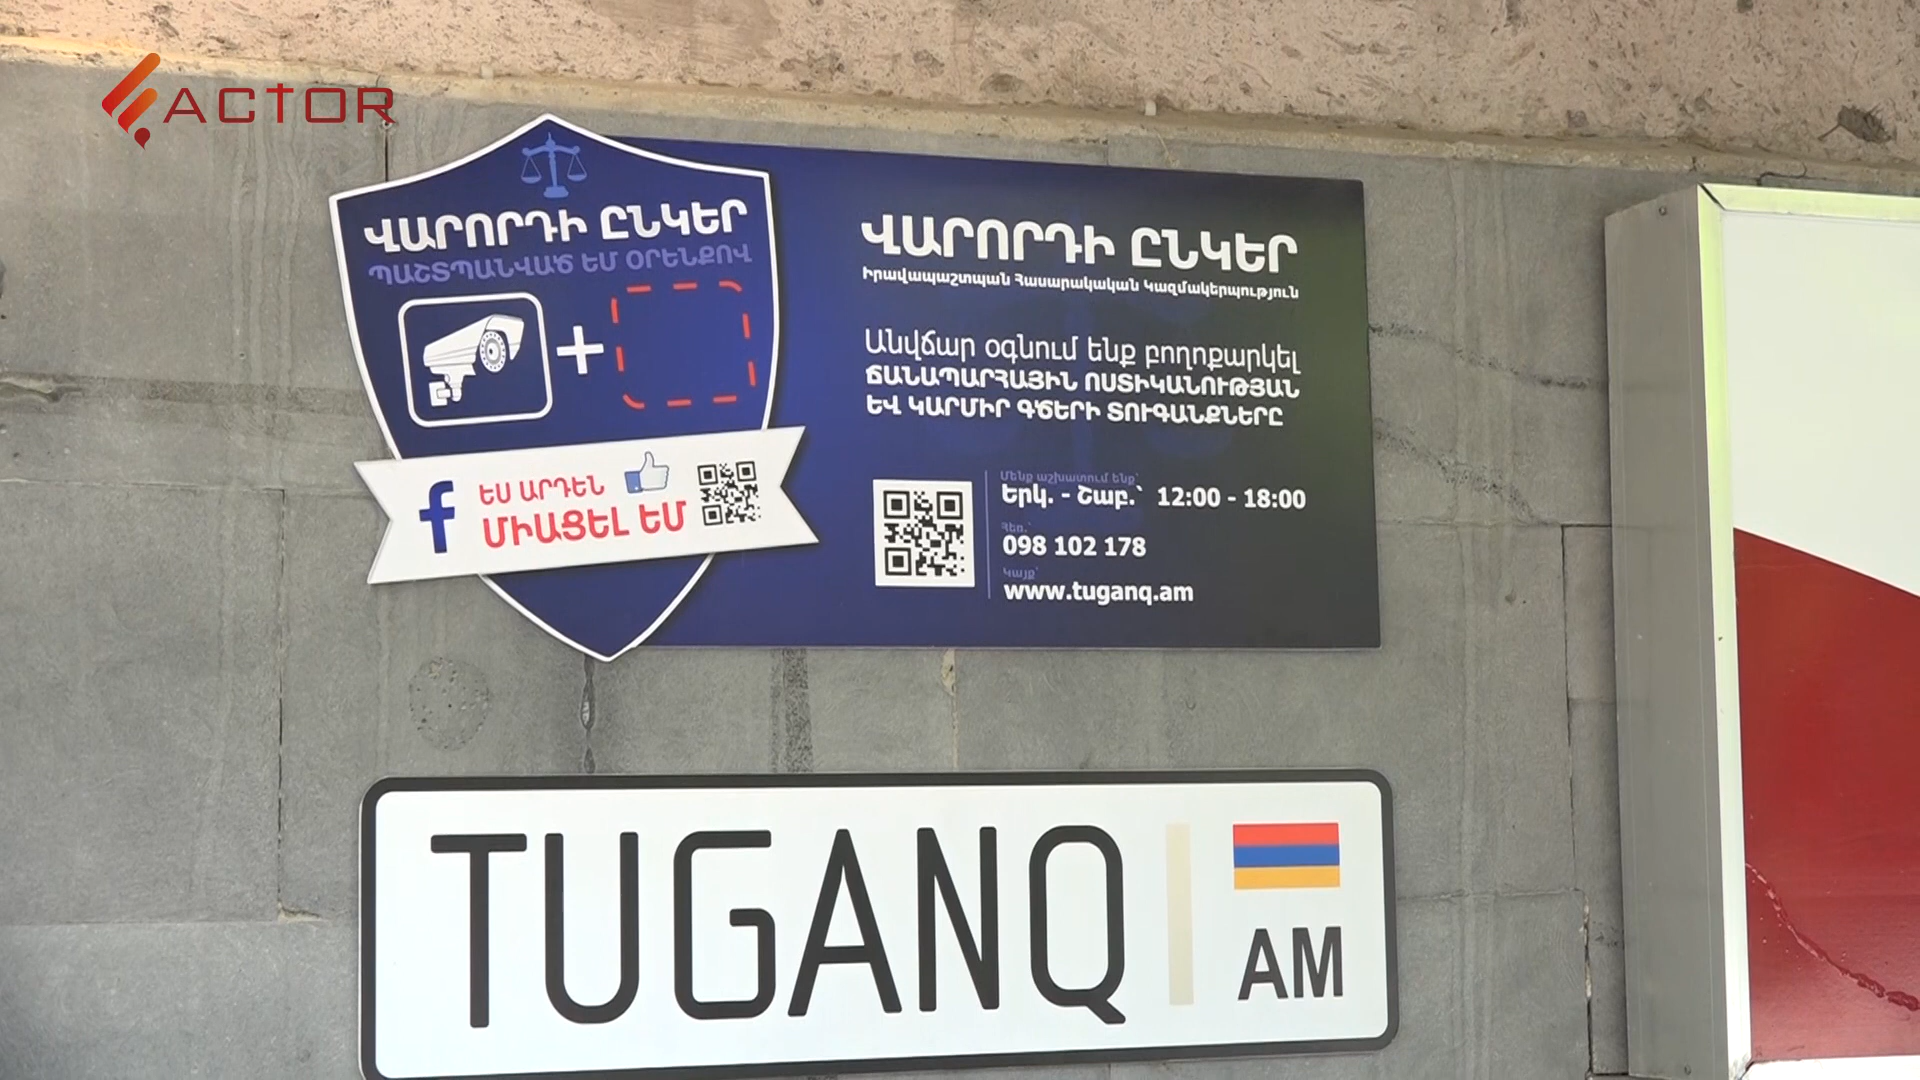 ACTOR
ՎԱՐՈՐԴԻ ԸՆԿԵՐ
ՊԱՇՏՊԱՆՎԱԾ ԵՄ ՕՐԵՆՔՈՎ
+
f ԵՍ ԱՐԴԵՆ
ՄԻԱՑԵԼ ԵՄ
ՎԱՐՈՐԴԻ ԸՆԿԵՐ
Իրավապաշտպան Հասարակական Կազմակերպություն
Անվճար օգնում ենք բողոքարկել
ՃԱՆԱՊԱՐՀԱՅԻՆ ՈՍՏԻԿԱՆՈՒԹՅԱՆ
ԵՎ ԿԱՐՄԻՐ ԳԾԵՐԻ ՏՈՒԳԱՆՔՆԵՐԸ
Մենք աշխատում ենք՝
Երկ. - Շաբ.՝ 12:00 - 18:00
Հեռ.՝
098 102 178
Կայք՝
www.tuganq.am
TUGANQ
AM